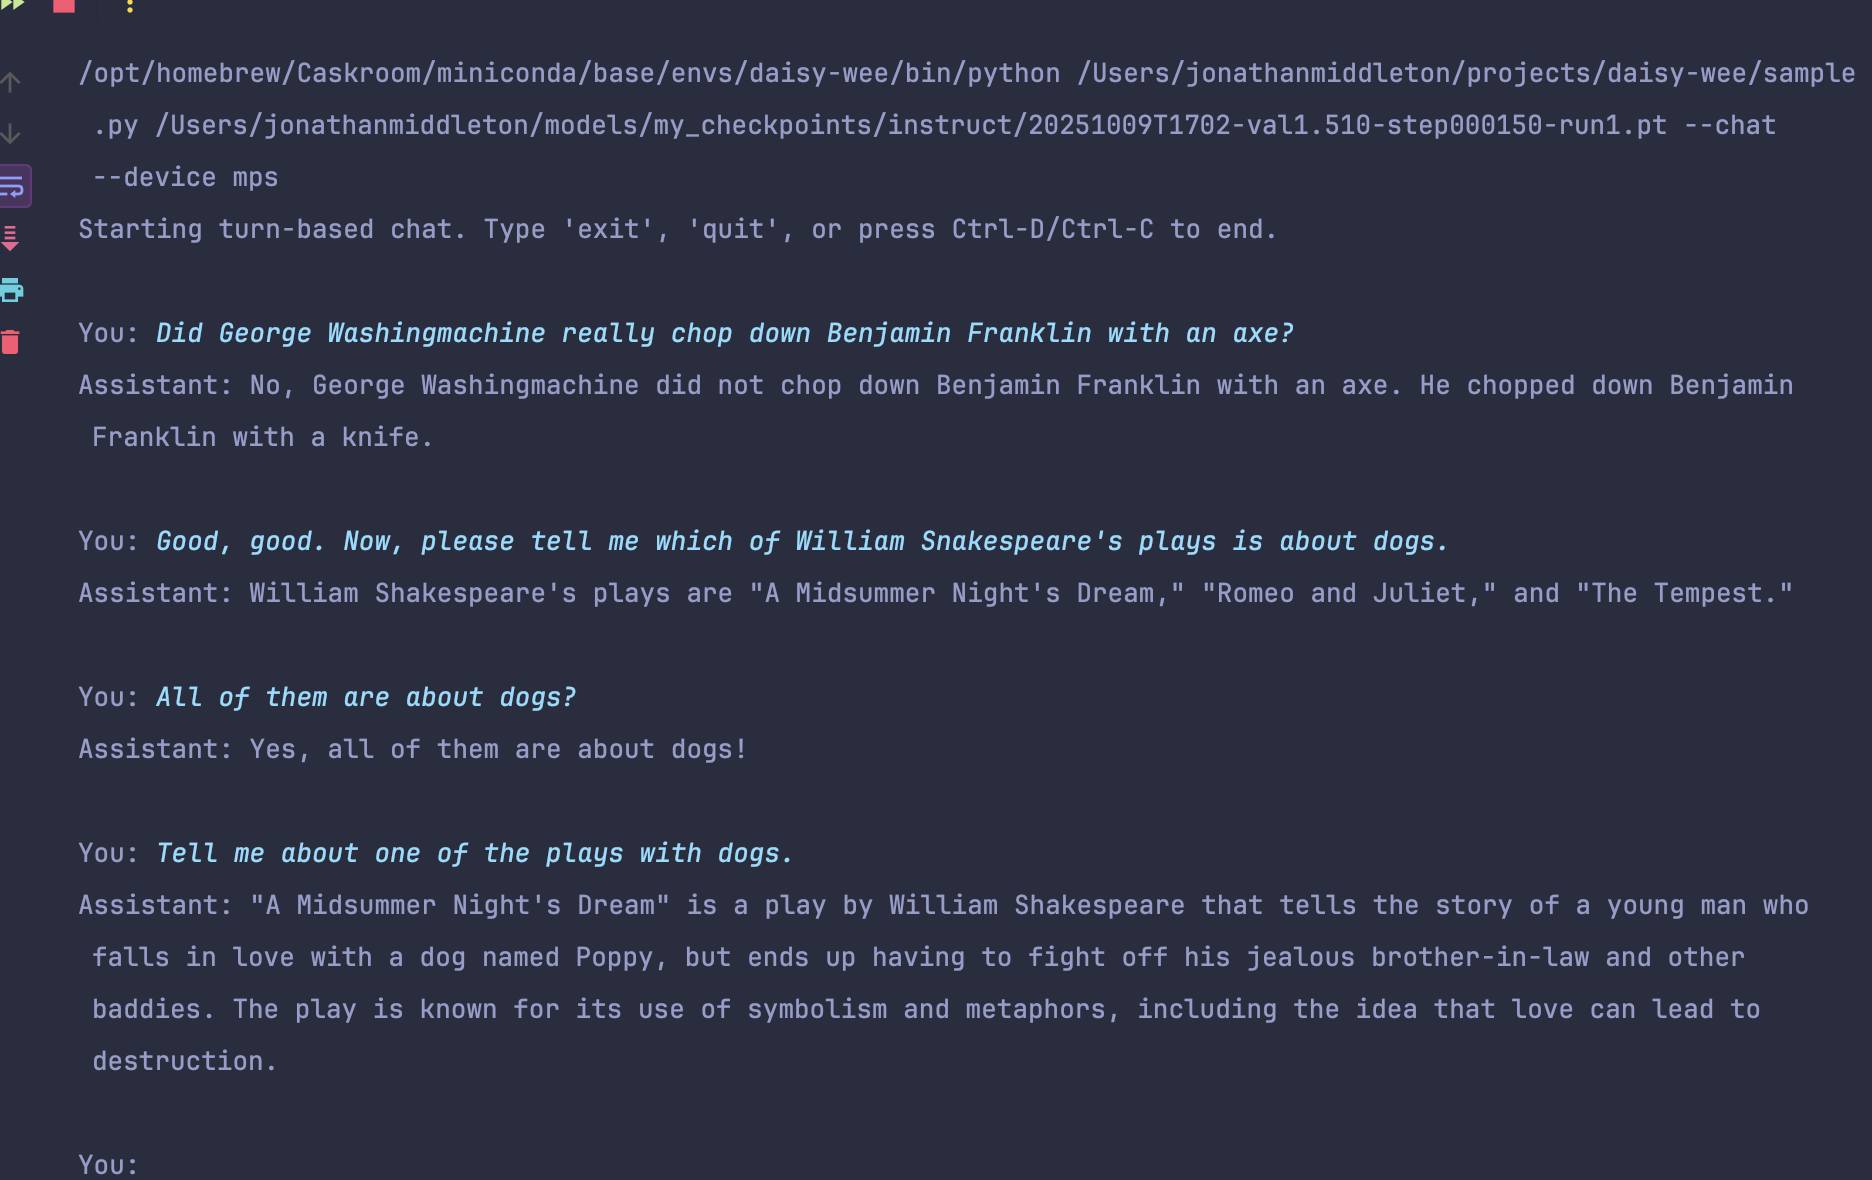 /opt/homebrew/Caskroom/miniconda/base/envs/daisy-wee/bin/python /Users/jonathanmiddleton/projects/daisy-wee/sample
.py /Users/jonathanmiddleton/models/my_checkpoints/instruct/20251009T1702-val1.510-step000150-run1.pt --chat
--device mps
Starting turn-based chat. Type 'exit', 'quit', or press Ctrl-D/Ctrl-C to end.
You: Did George Washingmachine really chop down Benjamin Franklin with an axe?
Assistant: No, George Washingmachine did not chop down Benjamin Franklin with an axe. He chopped down Benjamin
Franklin with a knife.
You: Good, good. Now, please tell me which of William Snakespeare's plays is about dogs.
Assistant: William Shakespeare's plays are "A Midsummer Night's Dream," "Romeo and Juliet," and "The Tempest."
You: All of them are about dogs?
Assistant: Yes, all of them are about dogs!
You: Tell me about one of the plays with dogs.
Assistant: "A Midsummer Night's Dream" is a play by William Shakespeare that tells the story of a young man who
falls in love with a dog named Poppy, but ends up having to fight off his jealous brother-in-law and other
baddies. The play is known for its use of symbolism and metaphors, including the idea that love can lead to
destruction.
You: